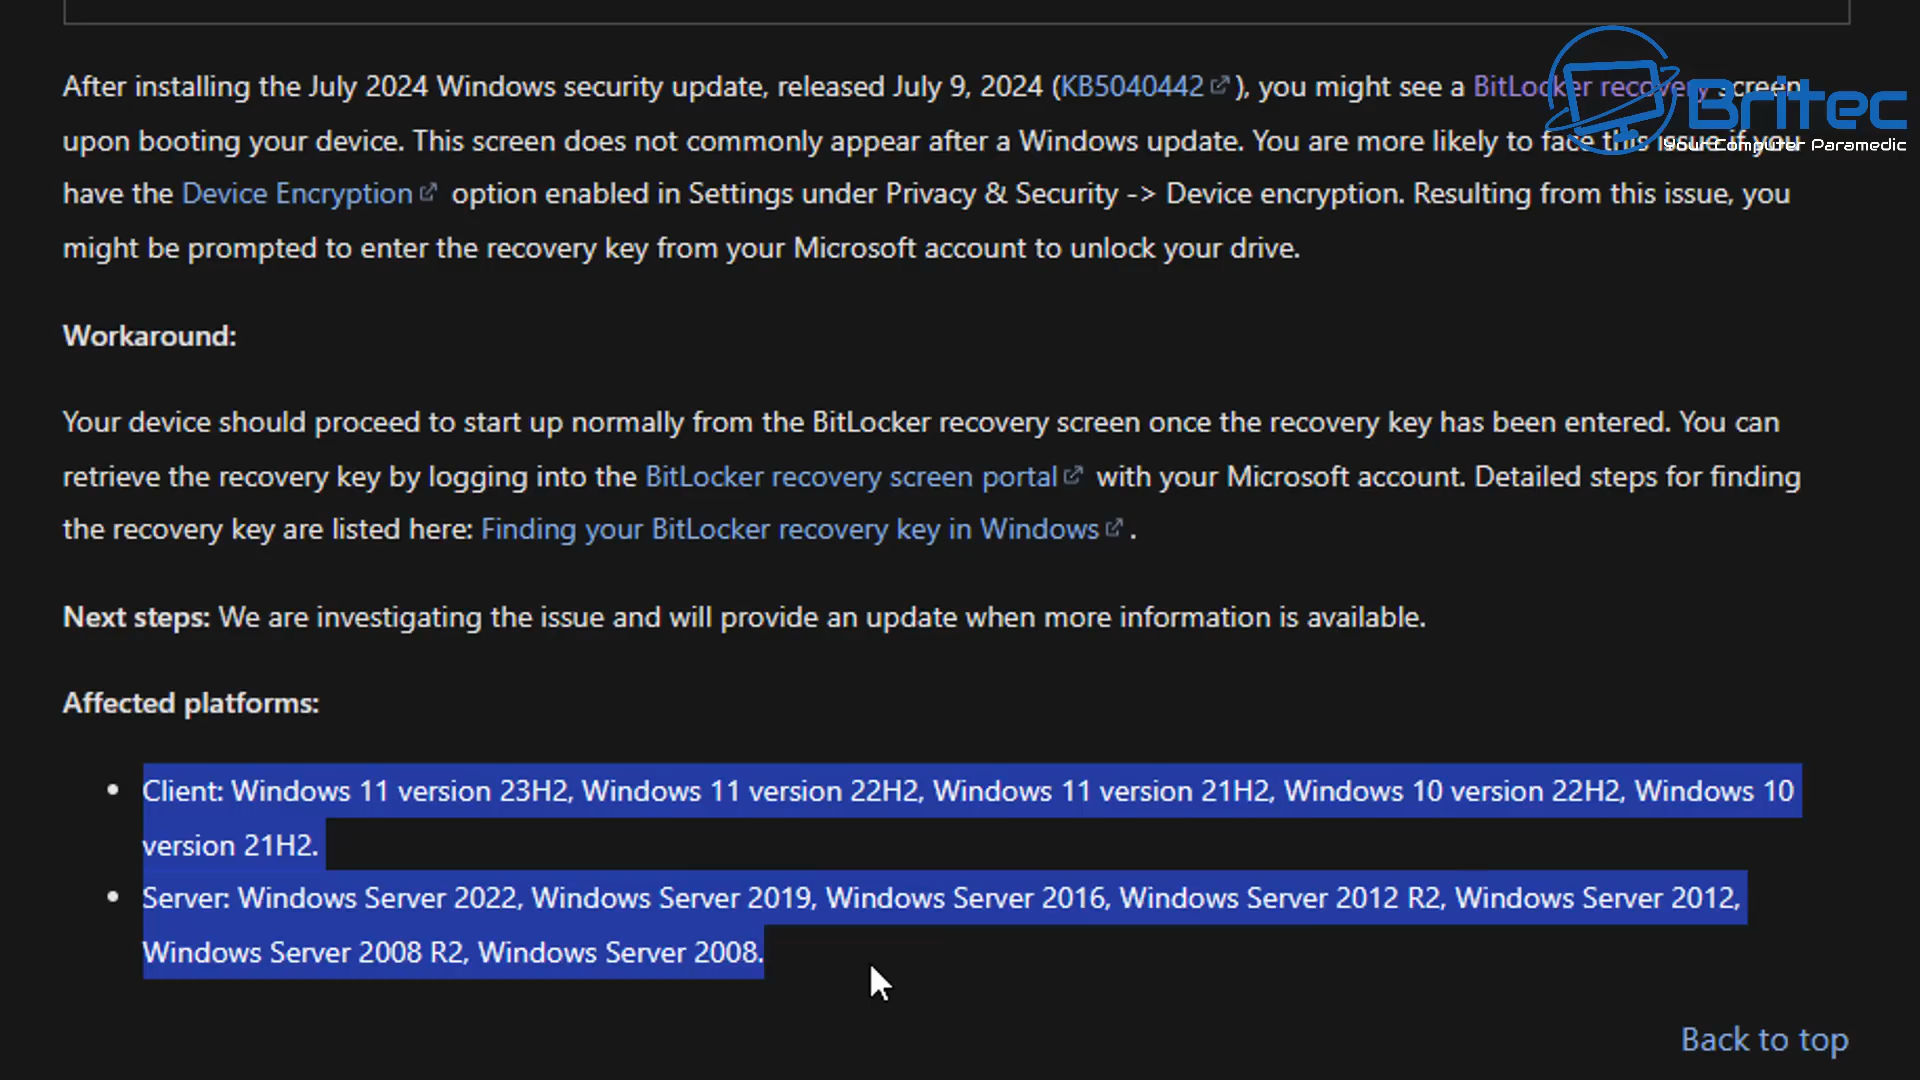 After installing the July 2024 Windows security update, released July 9, 2024 (KB5040442), you might see a BitLocker recovery screen
upon booting your device. This screen does not commonly appear after a Windows update. You are more likely to face this issue if you
have the Device Encryption option enabled in Settings under Privacy & Security -> Device encryption. Resulting from this issue, you
might be prompted to enter the recovery key from your Microsoft account to unlock your drive.
Workaround:
Your device should proceed to start up normally from the BitLocker recovery screen once the recovery key has been entered. You can
retrieve the recovery key by logging into the BitLocker recovery screen portal with your Microsoft account. Detailed steps for finding
the recovery key are listed here: Finding your BitLocker recovery key in Windows.
Next steps: We are investigating the issue and will provide an update when more information is available.
Affected platforms:
• Client: Windows 11 version 23H2, Windows 11 version 22H2, Windows 11 version 21H2, Windows 10 version 22H2, Windows 10
version 21H2.
• Server: Windows Server 2022, Windows Server 2019, Windows Server 2016, Windows Server 2012 R2, Windows Server 2012,
Windows Server 2008 R2, Windows Server 2008.
Back to top
Britec
Your Computer Paramedic